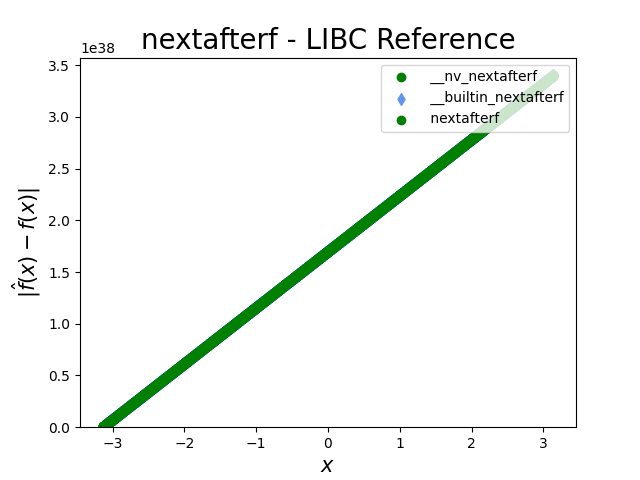 nextafterf - LIBC Reference
1e38
__nv_nextafterf
__builtin_nextafterf
nextafterf
3.5
3.0
2.5
2.0
1.5
1.0
0.5
0.0
|f̂(x) − f(x)|
−3 −2 −1 0 1 2 3
x